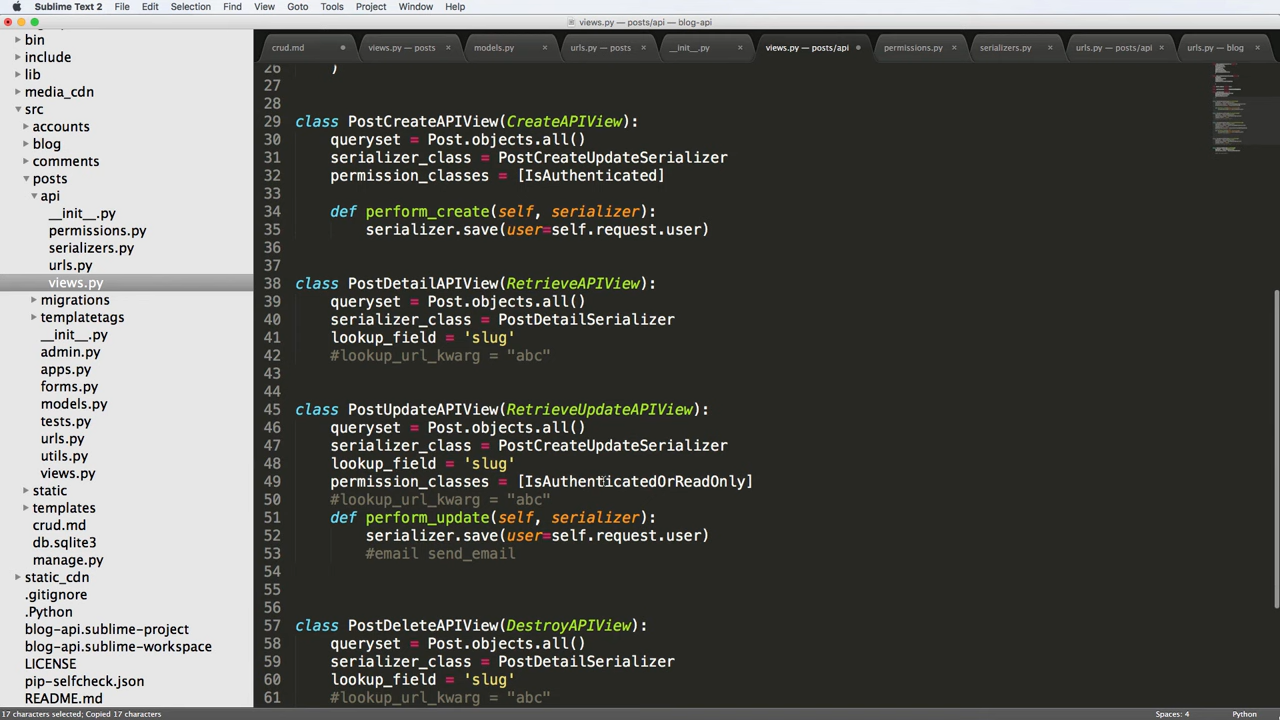 Sublime Text 2 File Edit Selection Find View Goto Tools Project Window Help
views.py — posts/api — blog-api
crud.md views.py — posts models.py urls.py — posts __init__.py views.py — posts/api permissions.py serializers.py urls.py — posts/api urls.py — blog
bin
include
lib
media_cdn
src
accounts
blog
comments
posts
api
__init__.py
permissions.py
serializers.py
urls.py
views.py
migrations
templatetags
__init__.py
admin.py
apps.py
forms.py
models.py
tests.py
urls.py
utils.py
views.py
static
templates
crud.md
db.sqlite3
manage.py
static_cdn
.gitignore
.Python
blog-api.sublime-project
blog-api.sublime-workspace
LICENSE
pip-selfcheck.json
README.md
26 )
27
28
29 class PostCreateAPIView(CreateAPIView):
30 queryset = Post.objects.all()
31 serializer_class = PostCreateUpdateSerializer
32 permission_classes = [IsAuthenticated]
33
34 def perform_create(self, serializer):
35 serializer.save(user=self.request.user)
36
37
38 class PostDetailAPIView(RetrieveAPIView):
39 queryset = Post.objects.all()
40 serializer_class = PostDetailSerializer
41 lookup_field = 'slug'
42 #lookup_url_kwarg = "abc"
43
44
45 class PostUpdateAPIView(RetrieveUpdateAPIView):
46 queryset = Post.objects.all()
47 serializer_class = PostCreateUpdateSerializer
48 lookup_field = 'slug'
49 permission_classes = [IsAuthenticatedOrReadOnly]
50 #lookup_url_kwarg = "abc"
51 def perform_update(self, serializer):
52 serializer.save(user=self.request.user)
53 #email send_email
54
55
56
57 class PostDeleteAPIView(DestroyAPIView):
58 queryset = Post.objects.all()
59 serializer_class = PostDetailSerializer
60 lookup_field = 'slug'
61 #lookup_url_kwarg = "abc"
17 characters selected; Copied 17 characters Spaces: 4 Python